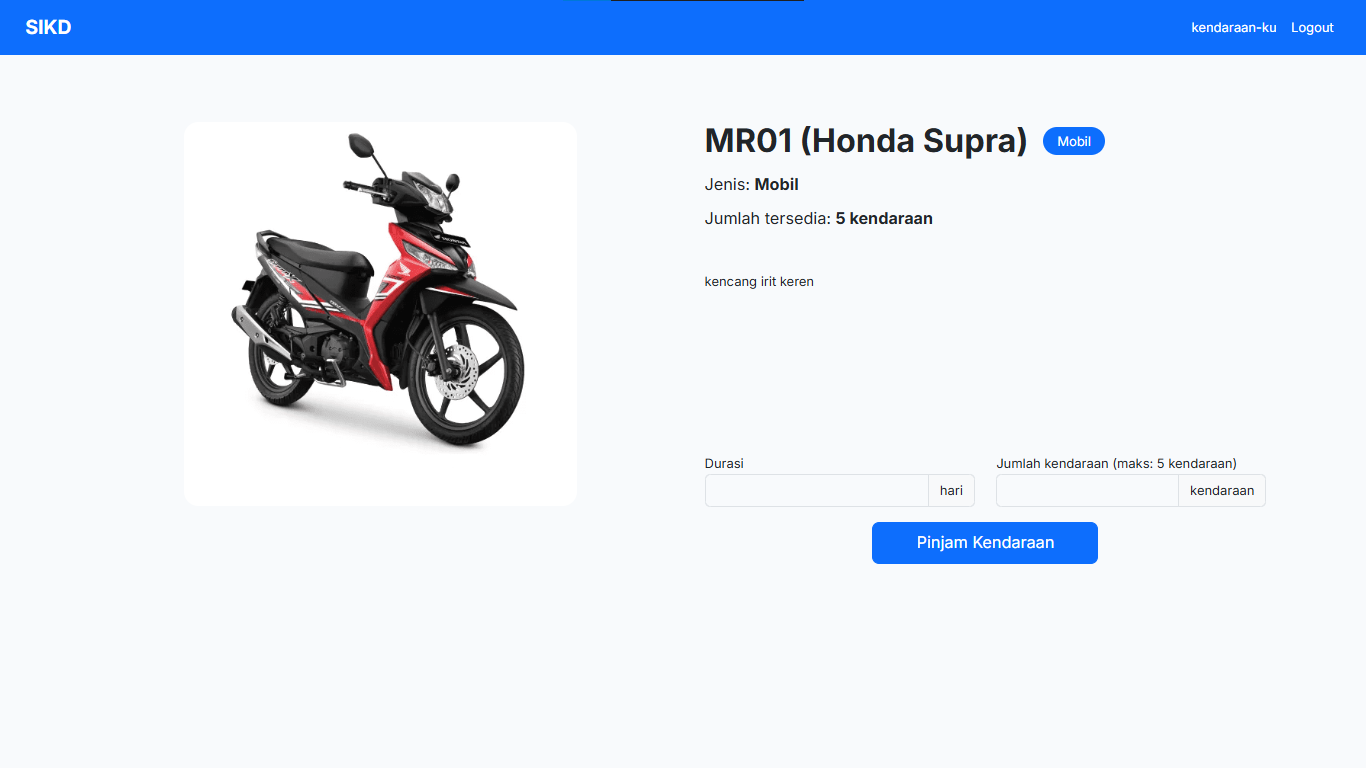 SIKD
kendaraan-ku Logout
MR01 (Honda Supra) Mobil
Jenis: Mobil
Jumlah tersedia: 5 kendaraan
kencang irit keren
Durasi
hari
Jumlah kendaraan (maks: 5 kendaraan)
kendaraan
Pinjam Kendaraan